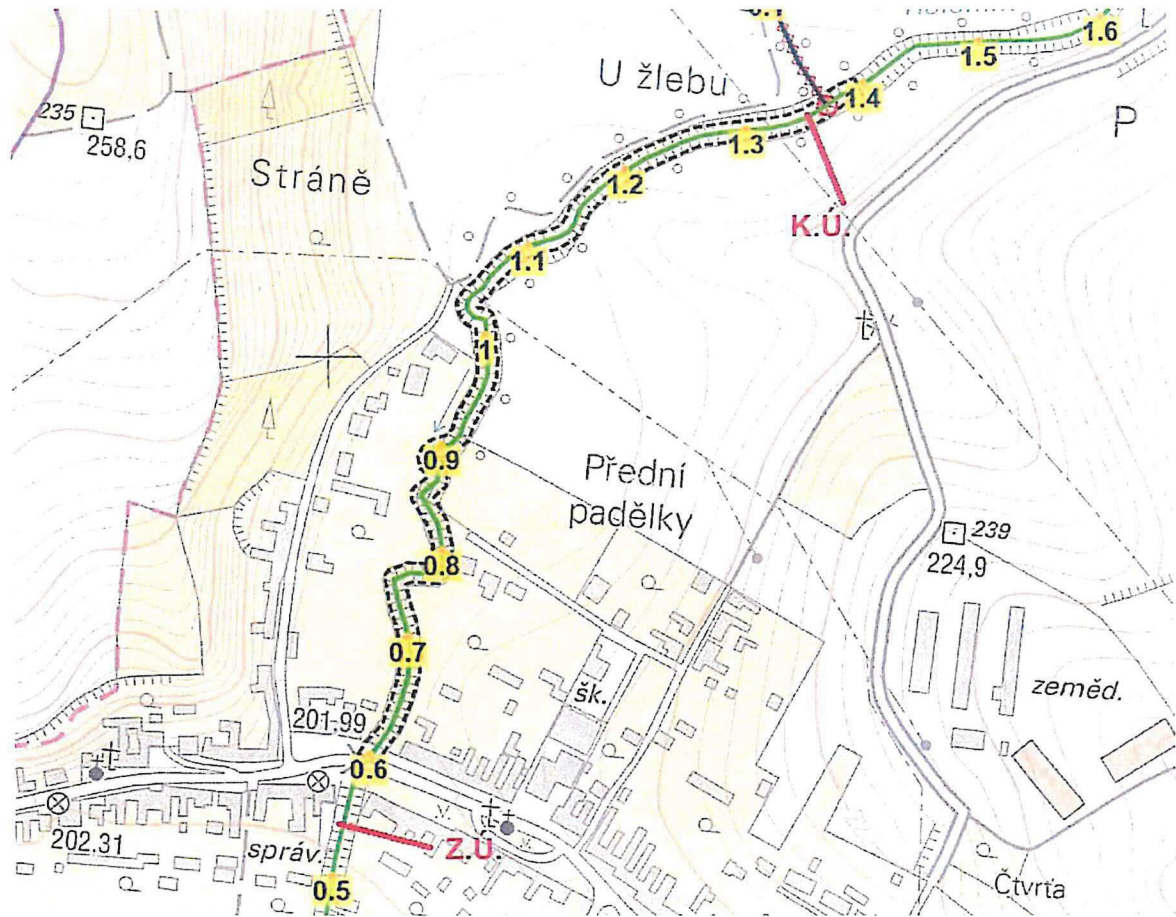 1.6
1.5
U žlebu
1.4
235
258,6
1.3
P
Stráně
1.2
K.Ú.
1.1
1
0.9
Přední
padělky
239
224,9
0.8
0.7
šk.
zeměd.
201.99
0.6
202.31
správ.
Z.Ú.
0.5
Čtvrťa